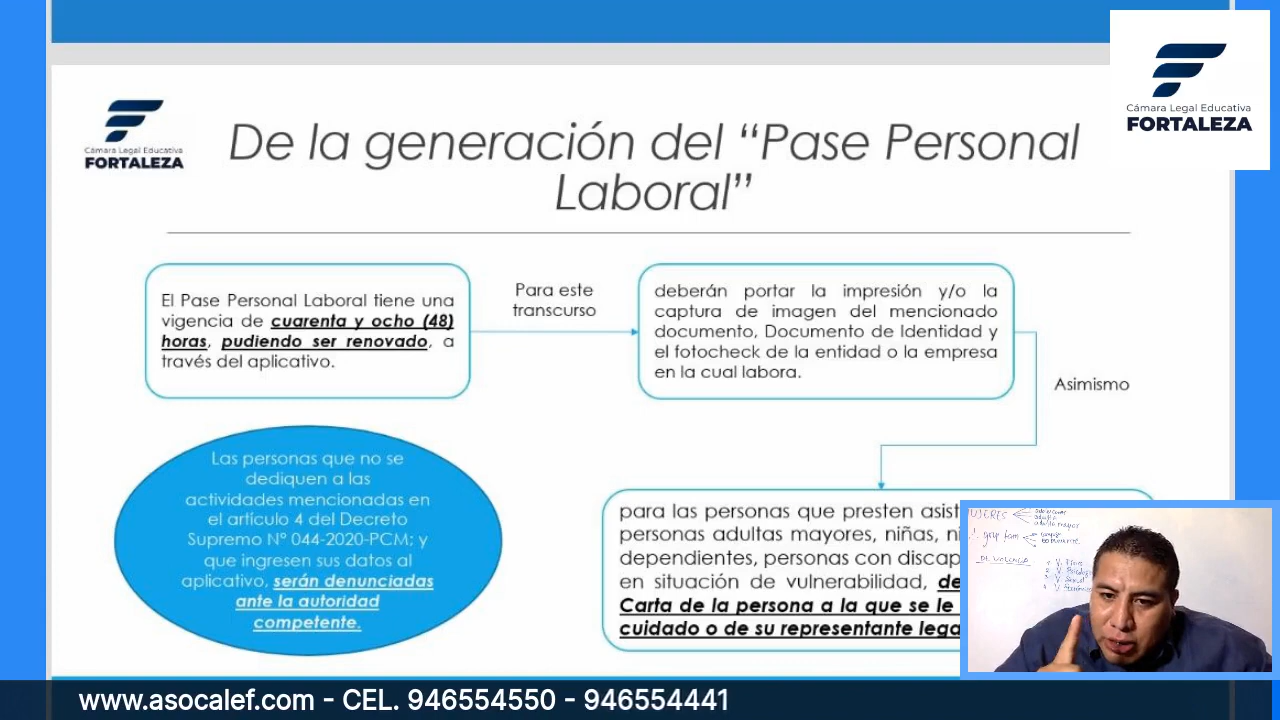 Cámara Legal Educativa
FORTALEZA
Cámara Legal Educativa
FORTALEZA
De la generación del “Pase Personal
Laboral”
El Pase Personal Laboral tiene una
vigencia de cuarenta y ocho (48)
horas, pudiendo ser renovado, a
través del aplicativo.
Para este
transcurso
deberán portar la impresión y/o la
captura de imagen del mencionado
documento, Documento de Identidad y
el fotocheck de la entidad o la empresa
en la cual labora.
Asimismo
Las personas que no se
dediquen a las
actividades mencionadas en
el artículo 4 del Decreto
Supremo Nº 044-2020-PCM; y
que ingresen sus datos al
aplicativo, serán denunciadas
ante la autoridad
competente.
para las personas que presten
personas adultas mayores, niñas,
dependientes, personas con
en situación de vulnerabilidad,
Carta de la persona a la que se le
cuidado o de su representante
adulta mayor
DE VIOLENCIA
www.asocalef.com - CEL. 946554550 - 946554441